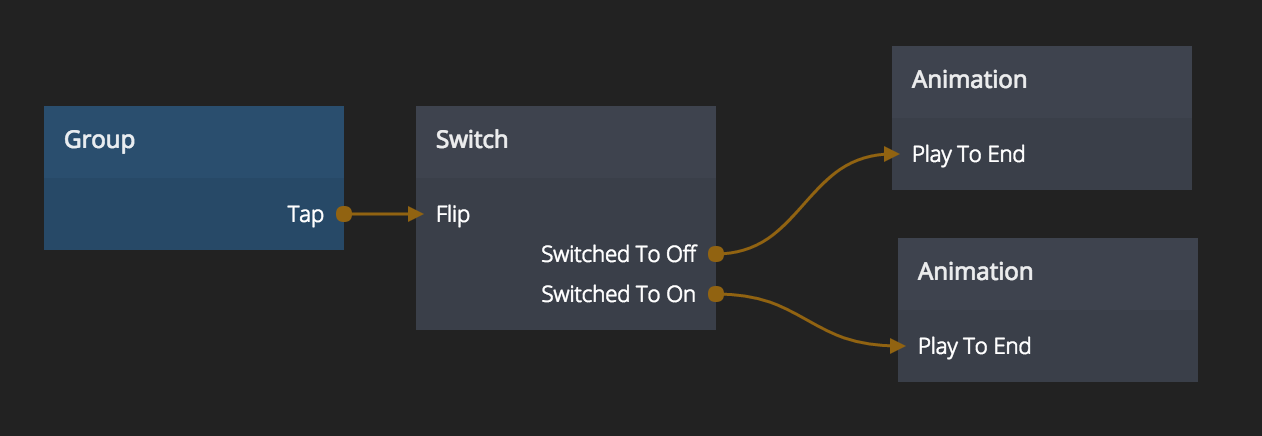 Group
Tap
Switch
Flip
Switched To Off
Switched To On
Animation
Play To End
Animation
Play To End